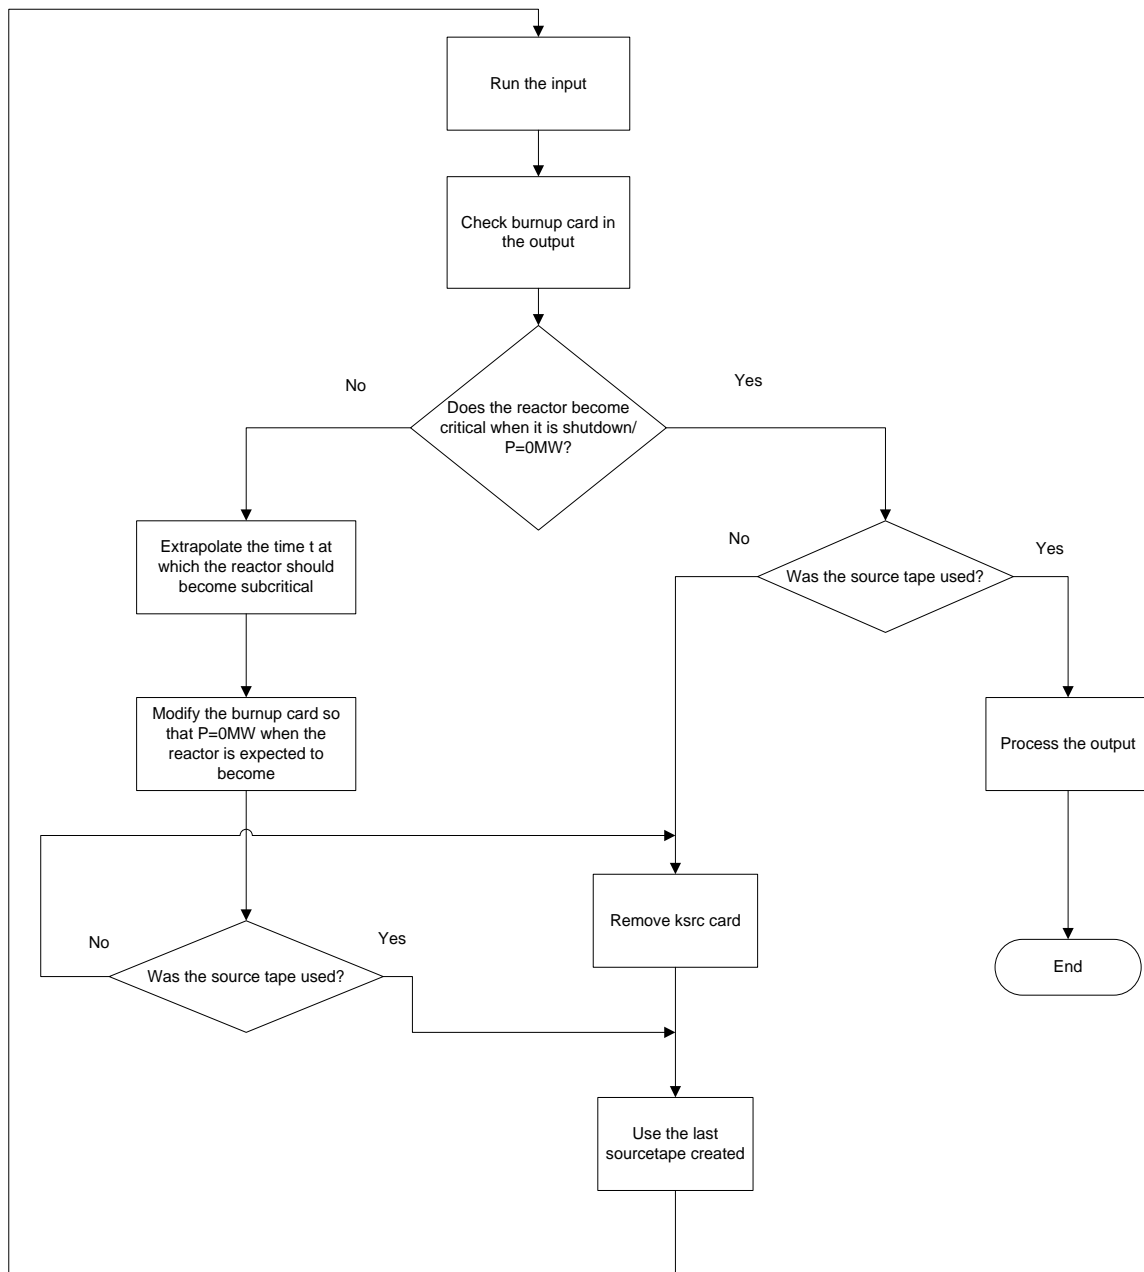 Run the input
Check burnup card in
the output
No
Yes
Does the reactor become
critical when it is shutdown/
P=0MW?
Extrapolate the time t at
which the reactor should
become subcritical
No
Yes
Was the source tape used?
Modify the burnup card so
that P=0MW when the
reactor is expected to
become
Process the output
Remove ksrc card
No
Yes
Was the source tape used?
End
Use the last
sourcetape created